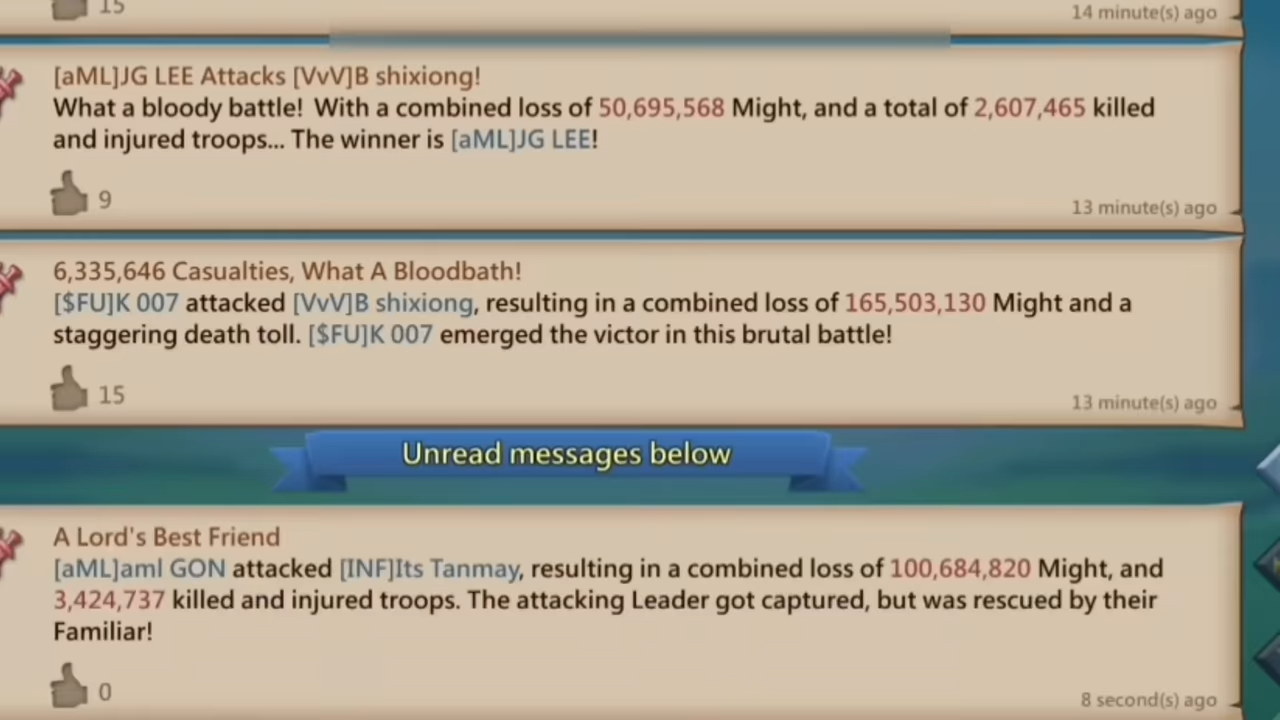 15
14 minute(s) ago
[aML]JG LEE Attacks [VvV]B shixiong!
What a bloody battle! With a combined loss of 50,695,568 Might, and a total of 2,607,465 killed
and injured troops... The winner is [aML]JG LEE!
9
13 minute(s) ago
6,335,646 Casualties, What A Bloodbath!
[$FU]K 007 attacked [VvV]B shixiong, resulting in a combined loss of 165,503,130 Might and a
staggering death toll. [$FU]K 007 emerged the victor in this brutal battle!
15
13 minute(s) ago
Unread messages below
A Lord's Best Friend
[aML]aml GON attacked [INF]Its Tanmay, resulting in a combined loss of 100,684,820 Might, and
3,424,737 killed and injured troops. The attacking Leader got captured, but was rescued by their
Familiar!
0
8 second(s) ago